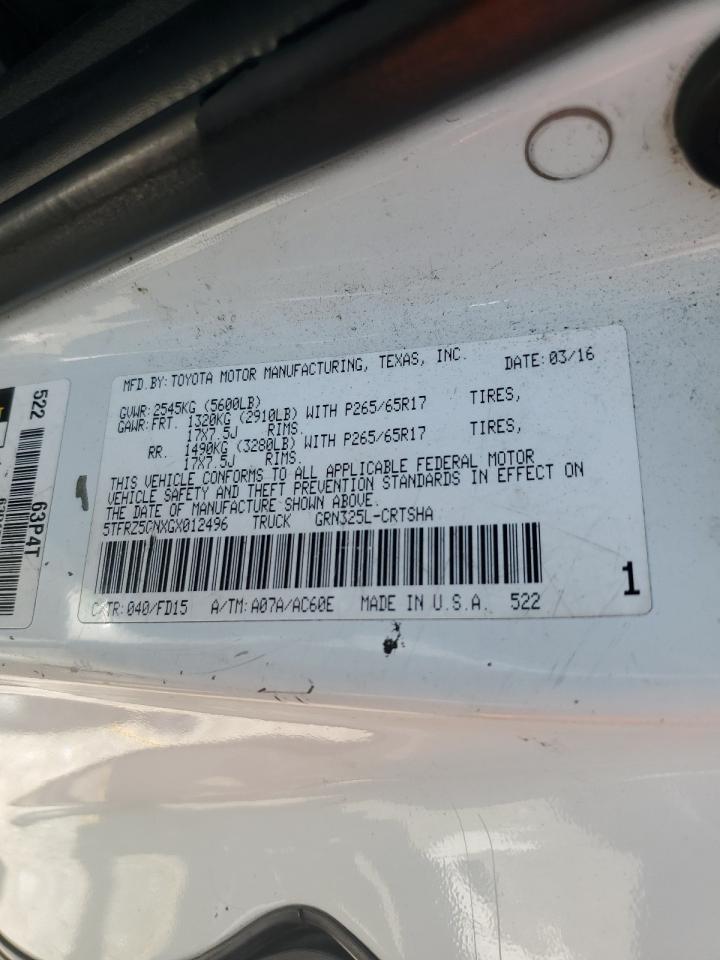 MFD.BY:TOYOTA MOTOR MANUFACTURING, TEXAS, INC. DATE:03/16
GVWR:2545KG (5600LB)
GAWR:FRT. 1320KG (2910LB) WITH P265/65R17 TIRES,
17X7.5J RIMS.
RR. 1490KG (3280LB) WITH P265/65R17 TIRES,
17X7.5J RIMS.
THIS VEHICLE CONFORMS TO ALL APPLICABLE FEDERAL MOTOR
VEHICLE SAFETY AND THEFT PREVENTION STANDARDS IN EFFECT ON
THE DATE OF MANUFACTURE SHOWN ABOVE.
5TFRZ5CNXGX012496 TRUCK GRN325L-CRTSHA
C/TR:040/FD15 A/TM:A07A/AC60E MADE IN U.S.A. 522
1
522
63P4T